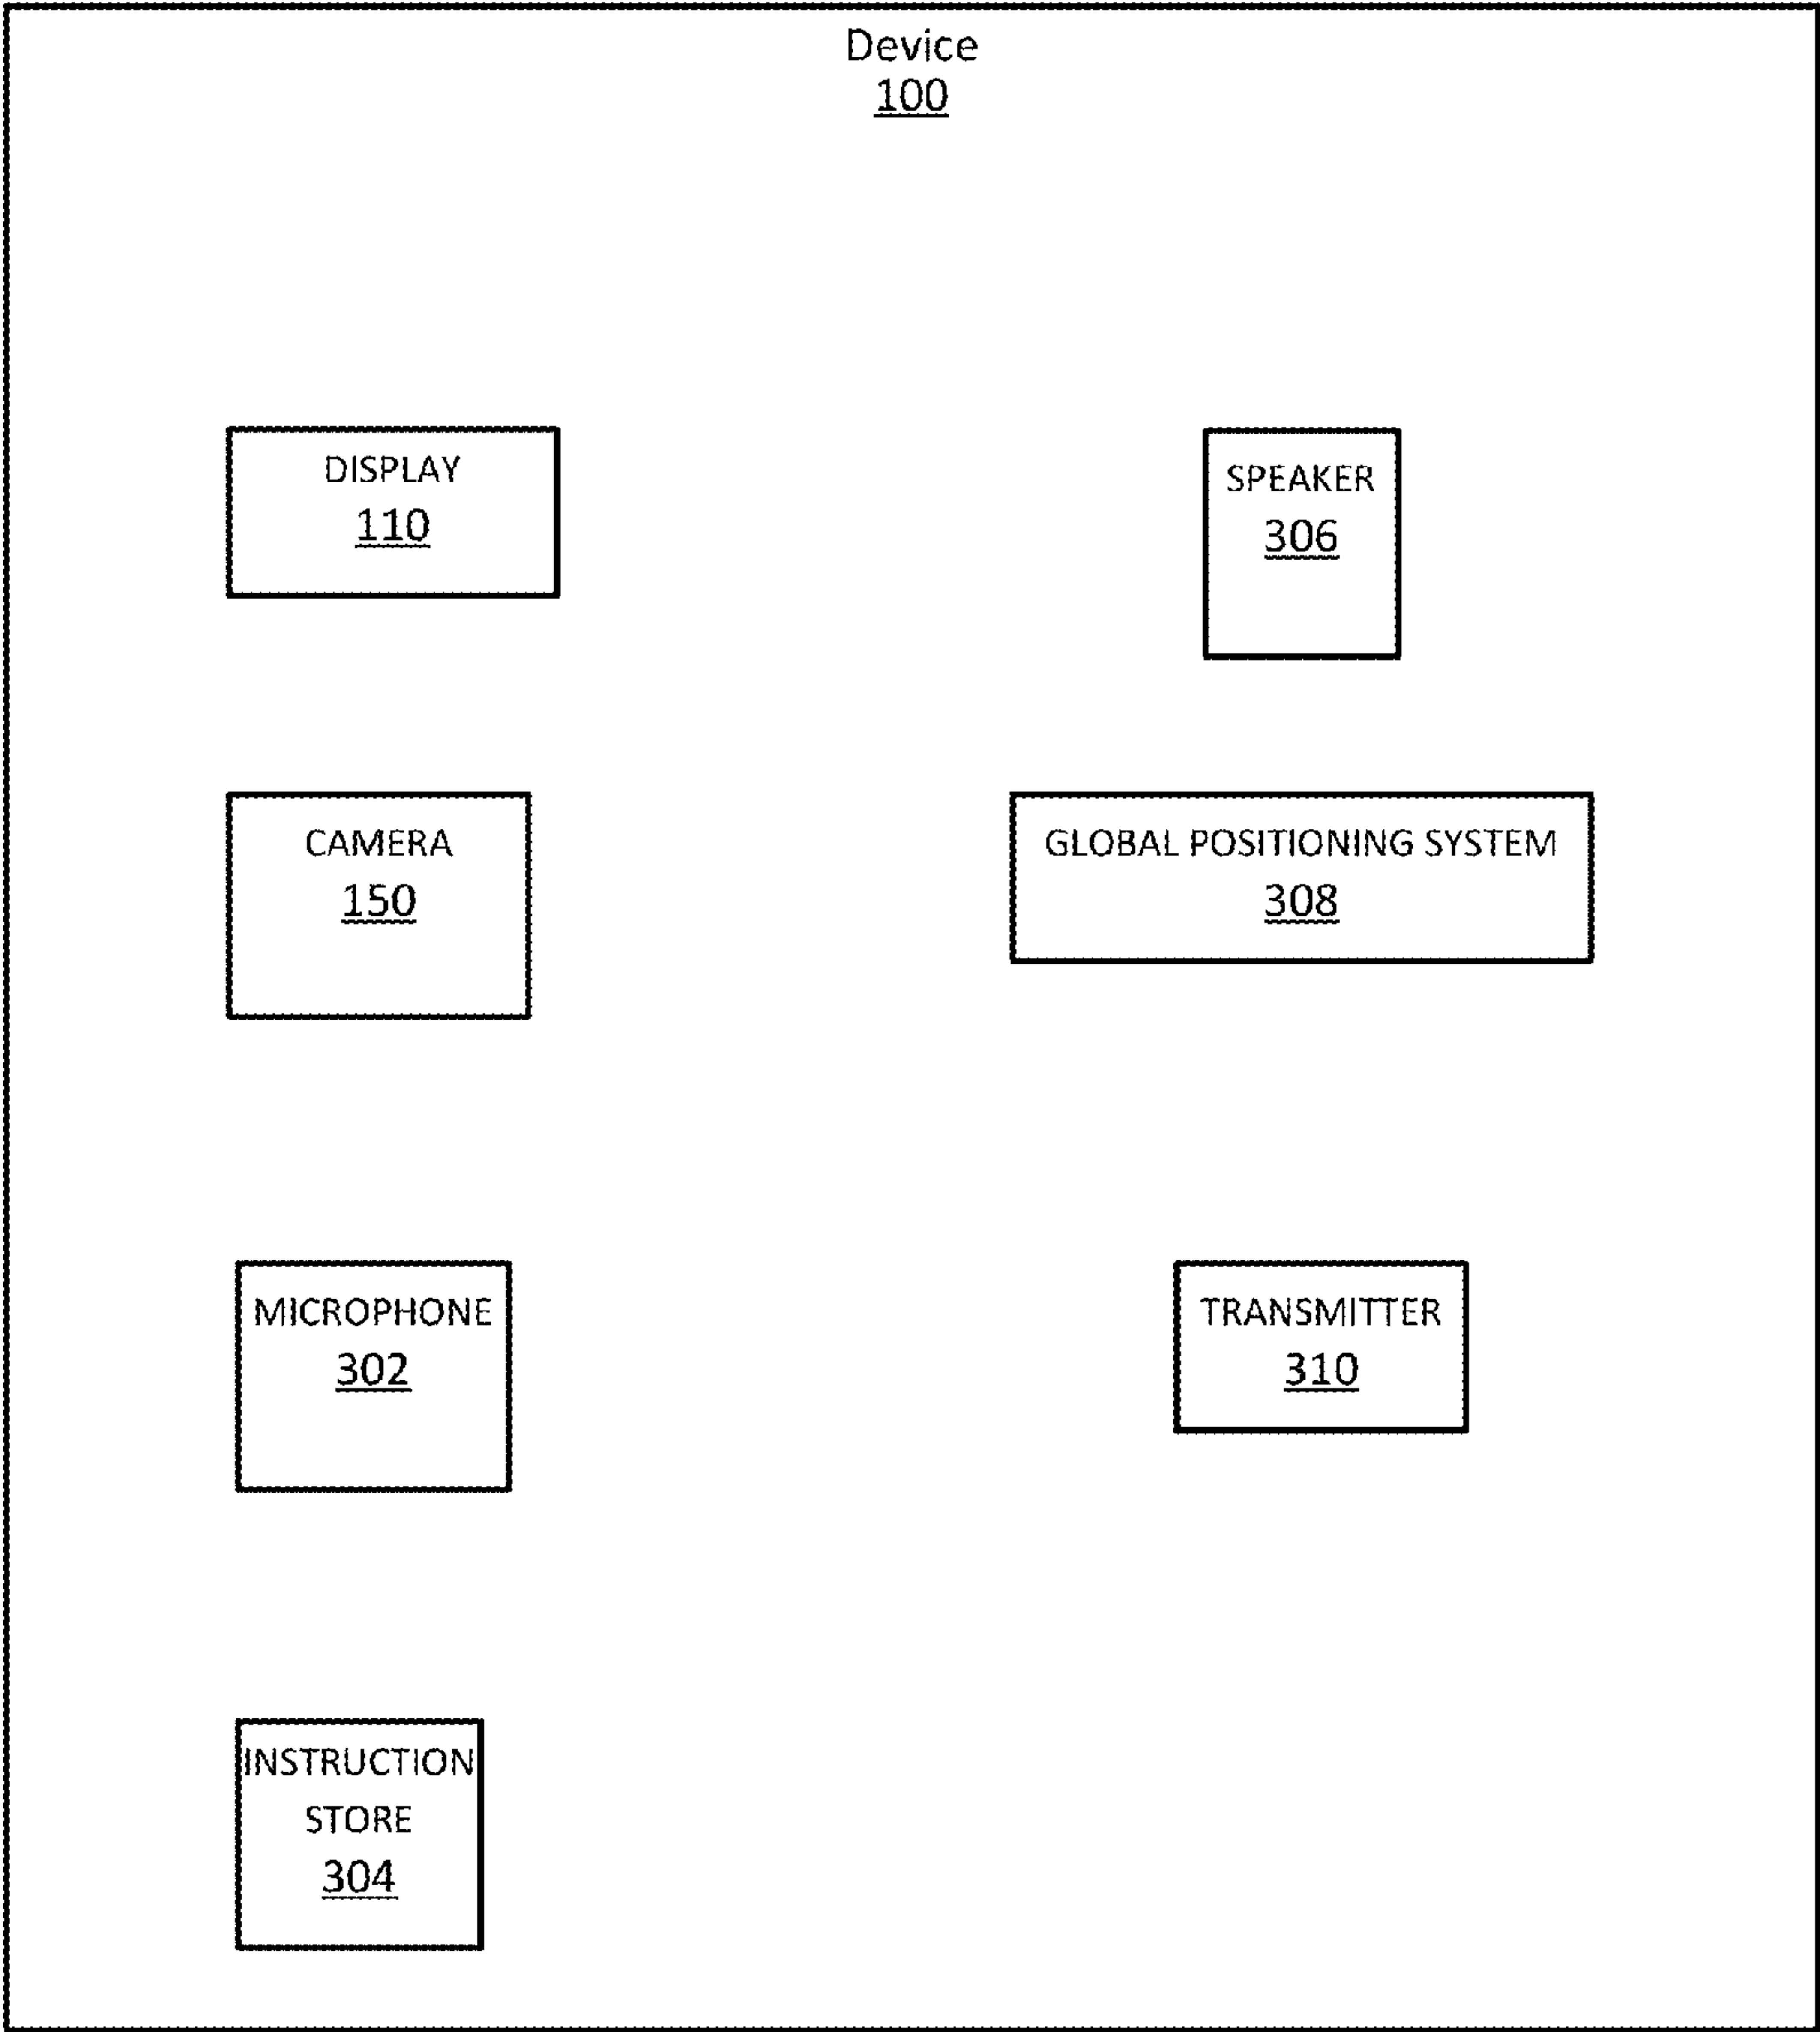 Device
100
DISPLAY
110
SPEAKER
306
CAMERA
150
GLOBAL POSITIONING SYSTEM
308
MICROPHONE
302
TRANSMITTER
310
INSTRUCTION
STORE
304